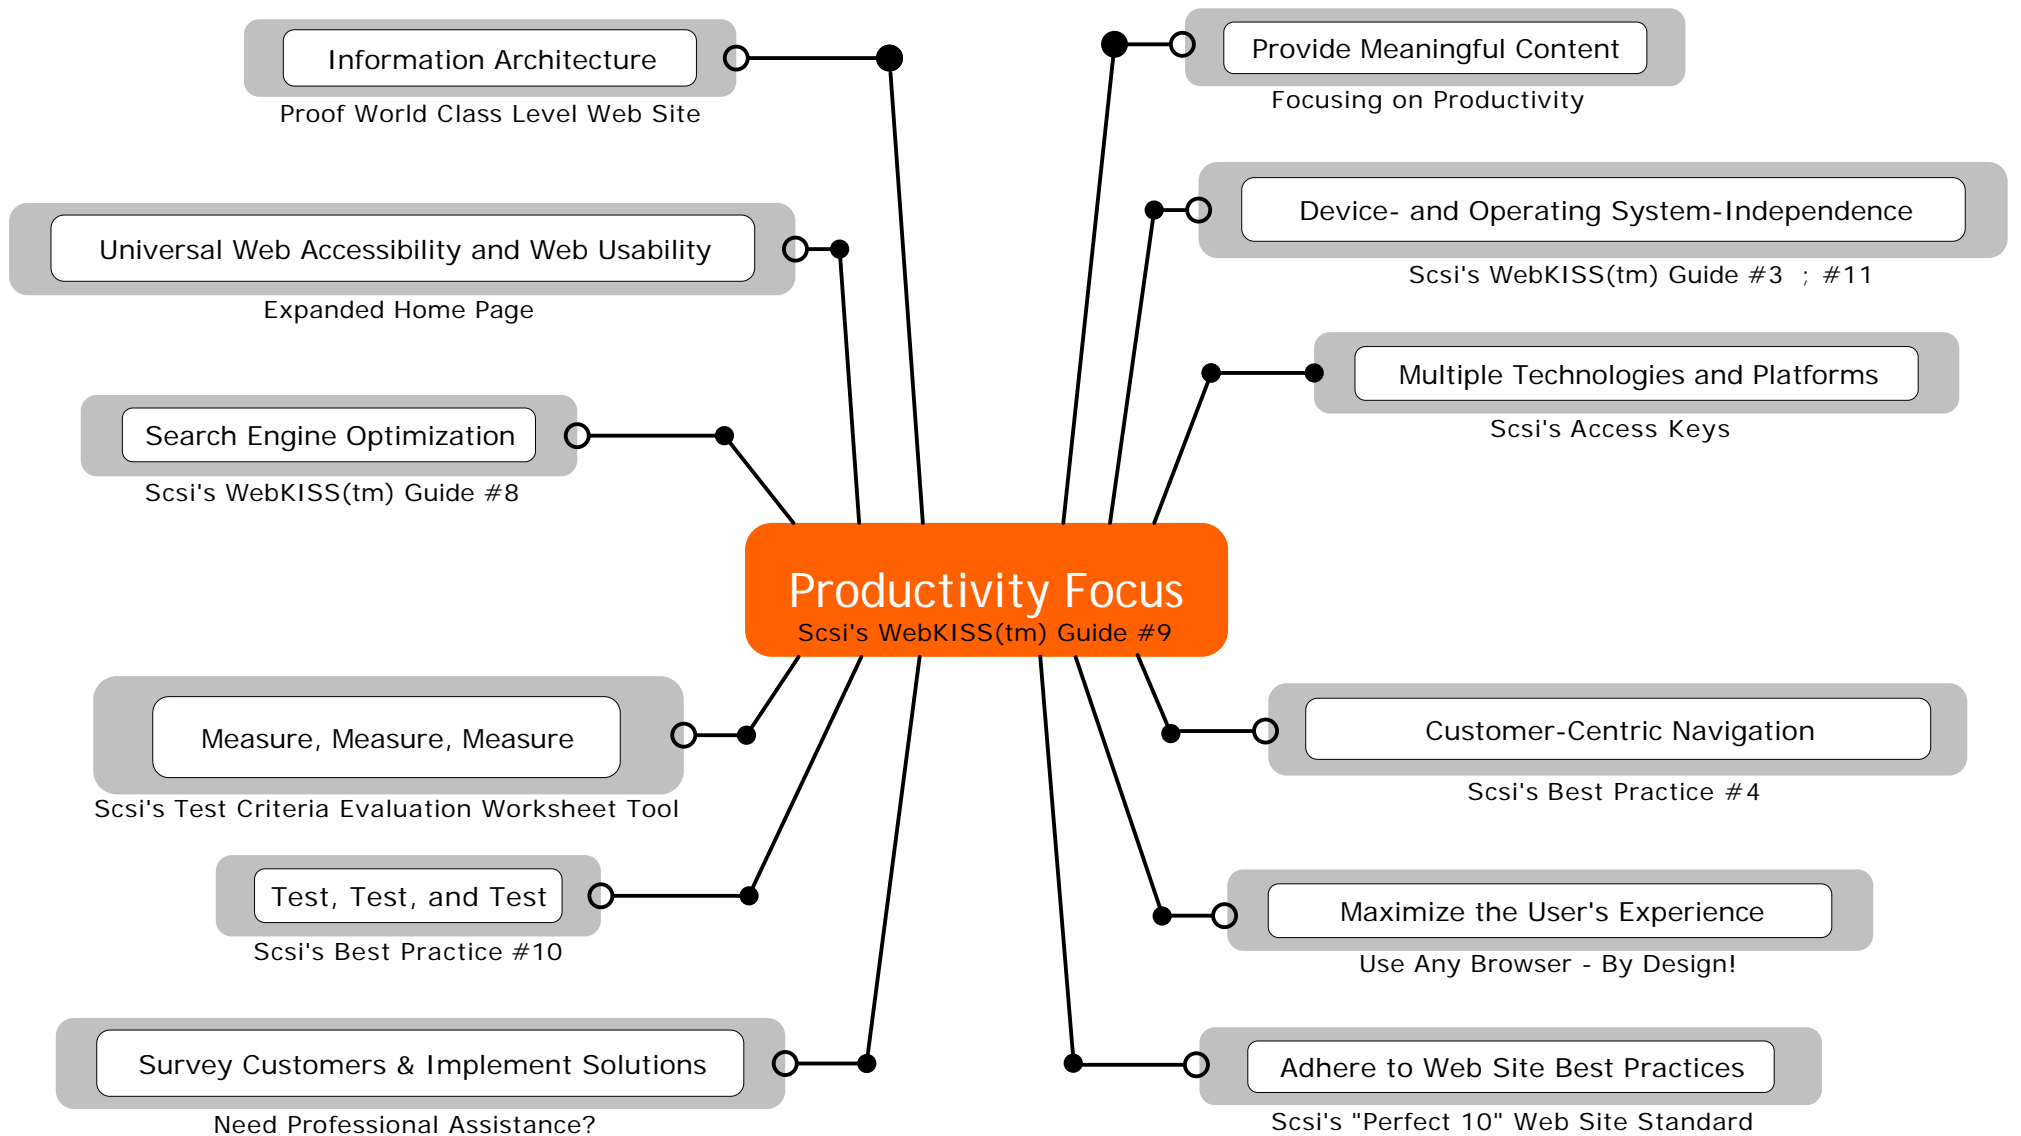 Information Architecture
Proof World Class Level Web Site
Provide Meaningful Content
Focusing on Productivity
Universal Web Accessibility and Web Usability
Expanded Home Page
Device- and Operating System-Independence
Scsi's WebKISS(tm) Guide #3 ; #11
Search Engine Optimization
Scsi's WebKISS(tm) Guide #8
Multiple Technologies and Platforms
Scsi's Access Keys
Productivity Focus
Scsi's WebKISS(tm) Guide #9
Measure, Measure, Measure
Scsi's Test Criteria Evaluation Worksheet Tool
Customer-Centric Navigation
Scsi's Best Practice #4
Test, Test, and Test
Scsi's Best Practice #10
Maximize the User's Experience
Use Any Browser - By Design!
Survey Customers & Implement Solutions
Need Professional Assistance?
Adhere to Web Site Best Practices
Scsi's "Perfect 10" Web Site Standard